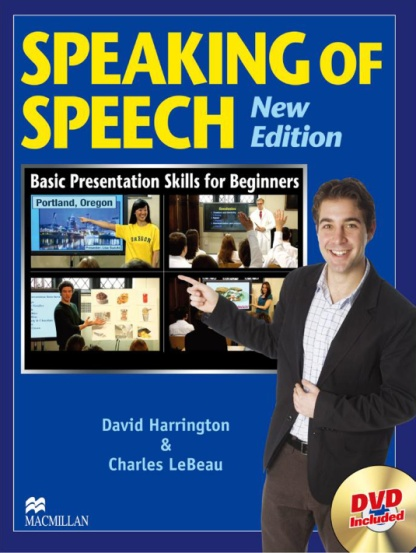 SPEAKING OF
SPEECH
New
Edition
Basic Presentation Skills for Beginners
Portland, Oregon
OREGON
David Harrington
&
Charles LeBeau
MACMILLAN
DVD
Included